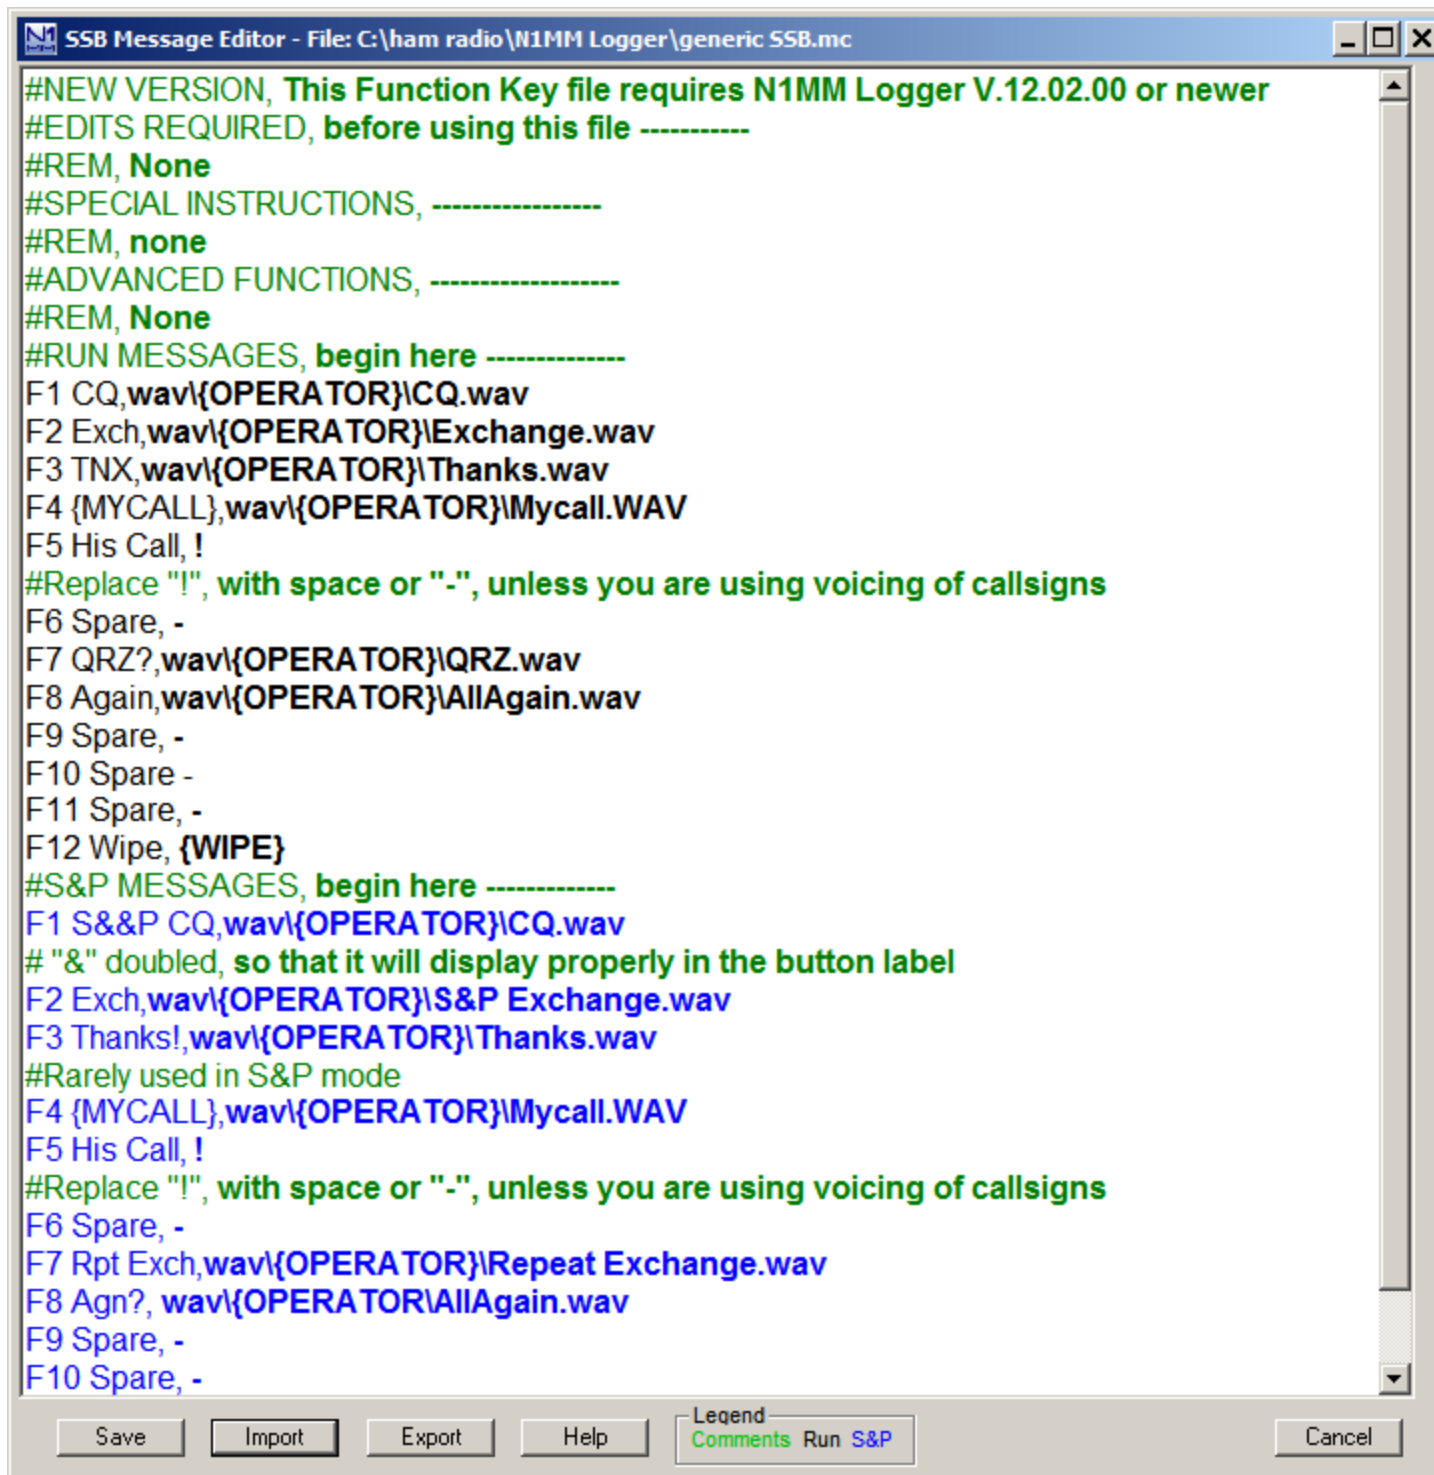 N1 MM SSB Message Editor - File: C:\ham radio\N1MM Logger\generic SSB.mc
#NEW VERSION, This Function Key file requires N1MM Logger V.12.02.00 or newer
#EDITS REQUIRED, before using this file -----------
#REM, None
#SPECIAL INSTRUCTIONS, -----------------
#REM, none
#ADVANCED FUNCTIONS, -------------------
#REM, None
#RUN MESSAGES, begin here --------------
F1 CQ,wav\{OPERATOR}\CQ.wav
F2 Exch,wav\{OPERATOR}\Exchange.wav
F3 TNX,wav\{OPERATOR}\Thanks.wav
F4 {MYCALL},wav\{OPERATOR}\Mycall.WAV
F5 His Call, !
#Replace "!", with space or "-", unless you are using voicing of callsigns
F6 Spare, -
F7 QRZ?,wav\{OPERATOR}\QRZ.wav
F8 Again,wav\{OPERATOR}\AllAgain.wav
F9 Spare, -
F10 Spare -
F11 Spare, -
F12 Wipe, {WIPE}
#S&P MESSAGES, begin here -------------
F1 S&&P CQ,wav\{OPERATOR}\CQ.wav
# "&" doubled, so that it will display properly in the button label
F2 Exch,wav\{OPERATOR}\S&P Exchange.wav
F3 Thanks!,wav\{OPERATOR}\Thanks.wav
#Rarely used in S&P mode
F4 {MYCALL},wav\{OPERATOR}\Mycall.WAV
F5 His Call, !
#Replace "!", with space or "-", unless you are using voicing of callsigns
F6 Spare, -
F7 Rpt Exch,wav\{OPERATOR}\Repeat Exchange.wav
F8 Agn?, wav\{OPERATOR\AllAgain.wav
F9 Spare, -
F10 Spare, -
Legend
Save Import Export Help Comments Run S&P Cancel